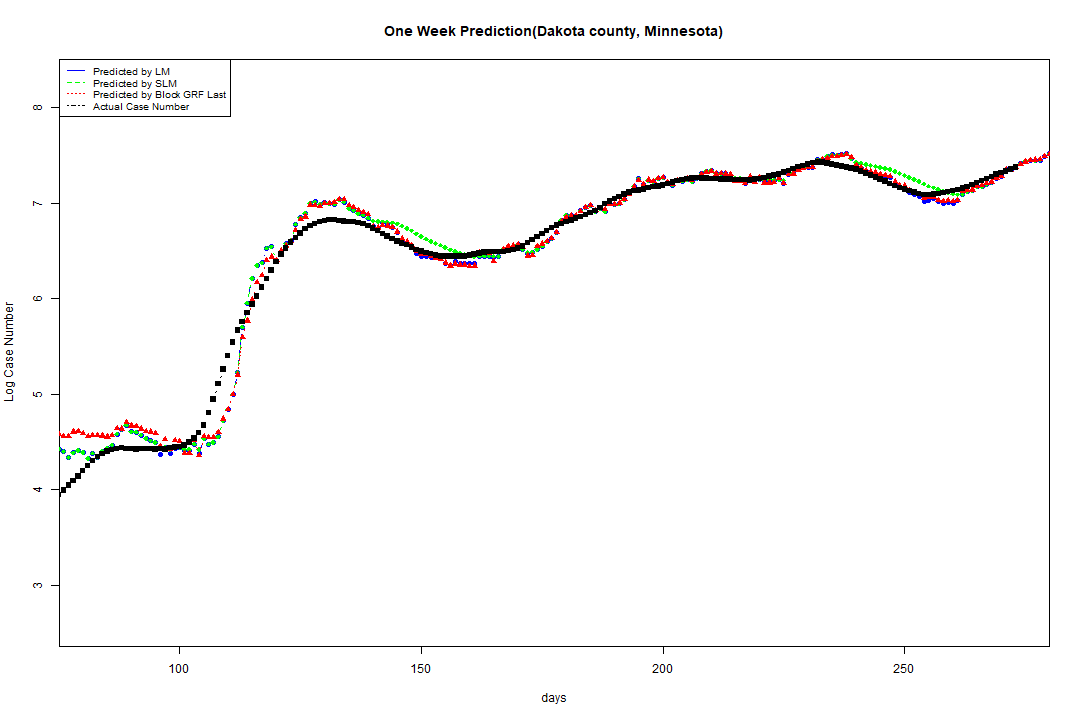 One Week Prediction(Dakota county, Minnesota)
Predicted by LM
Predicted by SLM
Predicted by Block GRF Last
Actual Case Number
8
7
6
5
4
3
Log Case Number
100 150 200 250
days